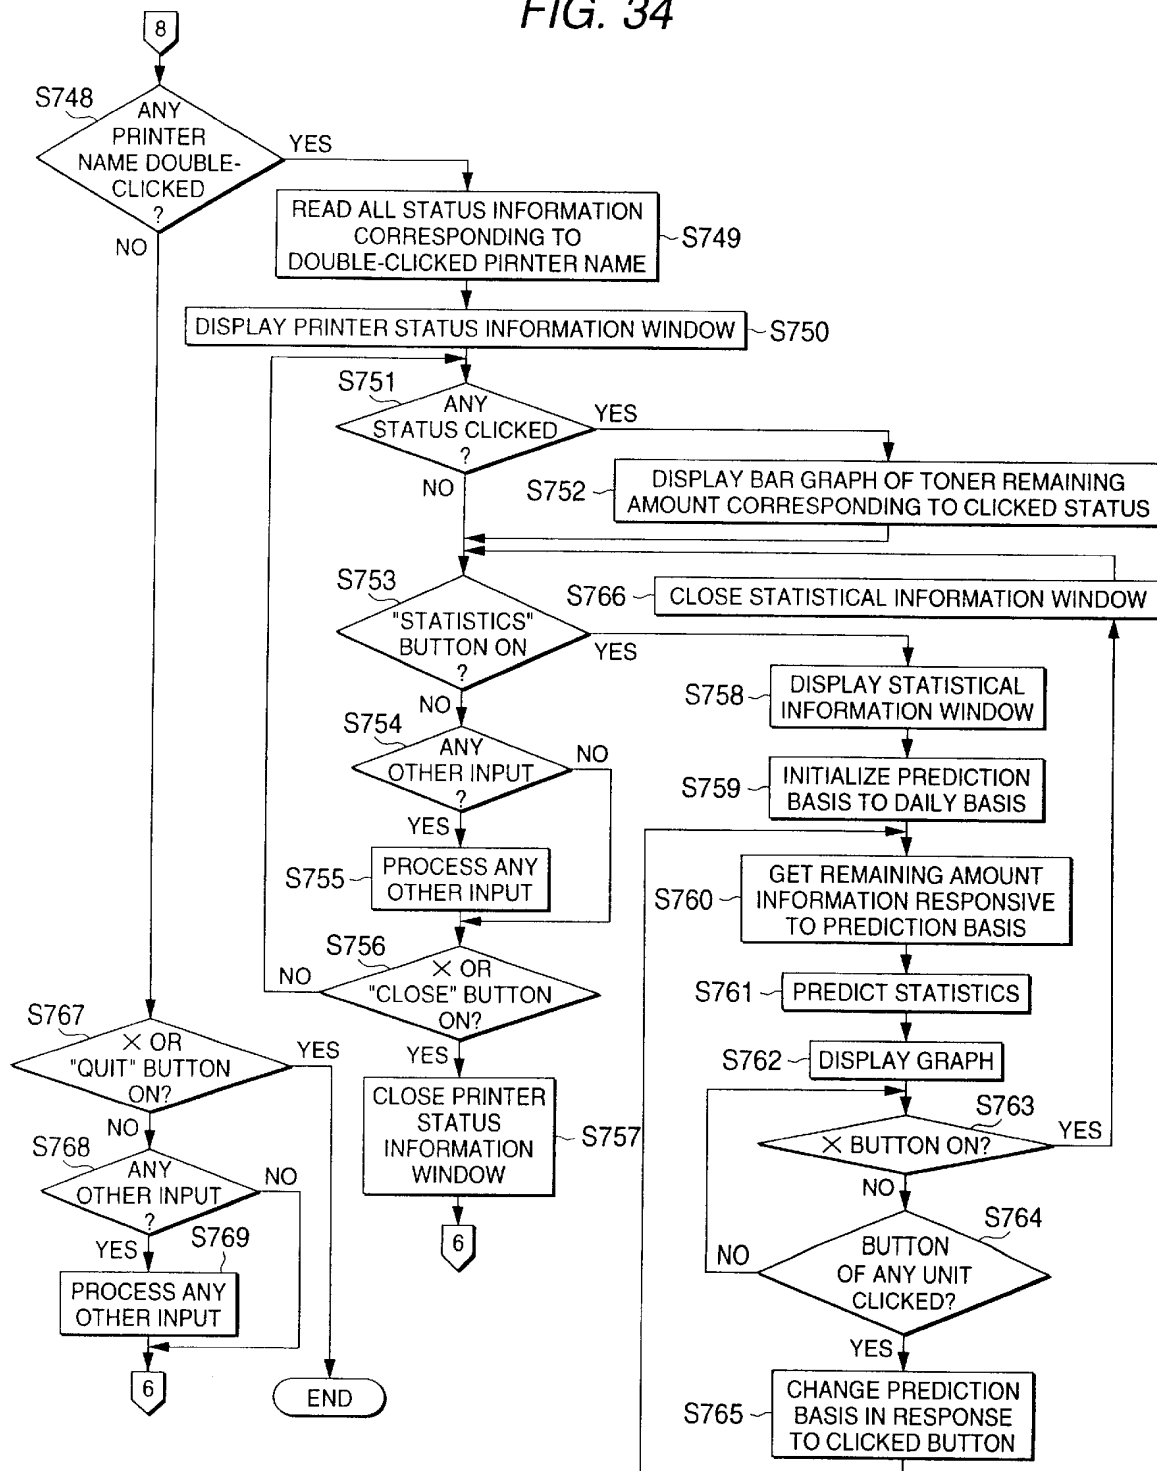 FIG. 34
8
S748
ANY
PRINTER
NAME DOUBLE-
CLICKED
?
YES
NO
READ ALL STATUS INFORMATION
CORRESPONDING TO
DOUBLE-CLICKED PIRNTER NAME
S749
DISPLAY PRINTER STATUS INFORMATION WINDOW
S750
S751
ANY
STATUS CLICKED
?
YES
NO
S752
DISPLAY BAR GRAPH OF TONER REMAINING
AMOUNT CORRESPONDING TO CLICKED STATUS
S753
"STATISTICS"
BUTTON ON
?
YES
NO
S766
CLOSE STATISTICAL INFORMATION WINDOW
S758
DISPLAY STATISTICAL
INFORMATION WINDOW
S754
ANY
OTHER INPUT
?
NO
YES
S759
INITIALIZE PREDICTION
BASIS TO DAILY BASIS
S755
PROCESS ANY
OTHER INPUT
S760
GET REMAINING AMOUNT
INFORMATION RESPONSIVE
TO PREDICTION BASIS
S756
× OR
"CLOSE" BUTTON
ON?
NO
YES
S761
PREDICT STATISTICS
S762
DISPLAY GRAPH
S767
× OR
"QUIT" BUTTON
ON?
YES
NO
CLOSE PRINTER
STATUS
INFORMATION
WINDOW
S757
6
S763
× BUTTON ON?
YES
NO
S768
ANY
OTHER INPUT
?
NO
YES
S769
PROCESS ANY
OTHER INPUT
6
END
S764
BUTTON
OF ANY UNIT
CLICKED?
NO
YES
S765
CHANGE PREDICTION
BASIS IN RESPONSE
TO CLICKED BUTTON